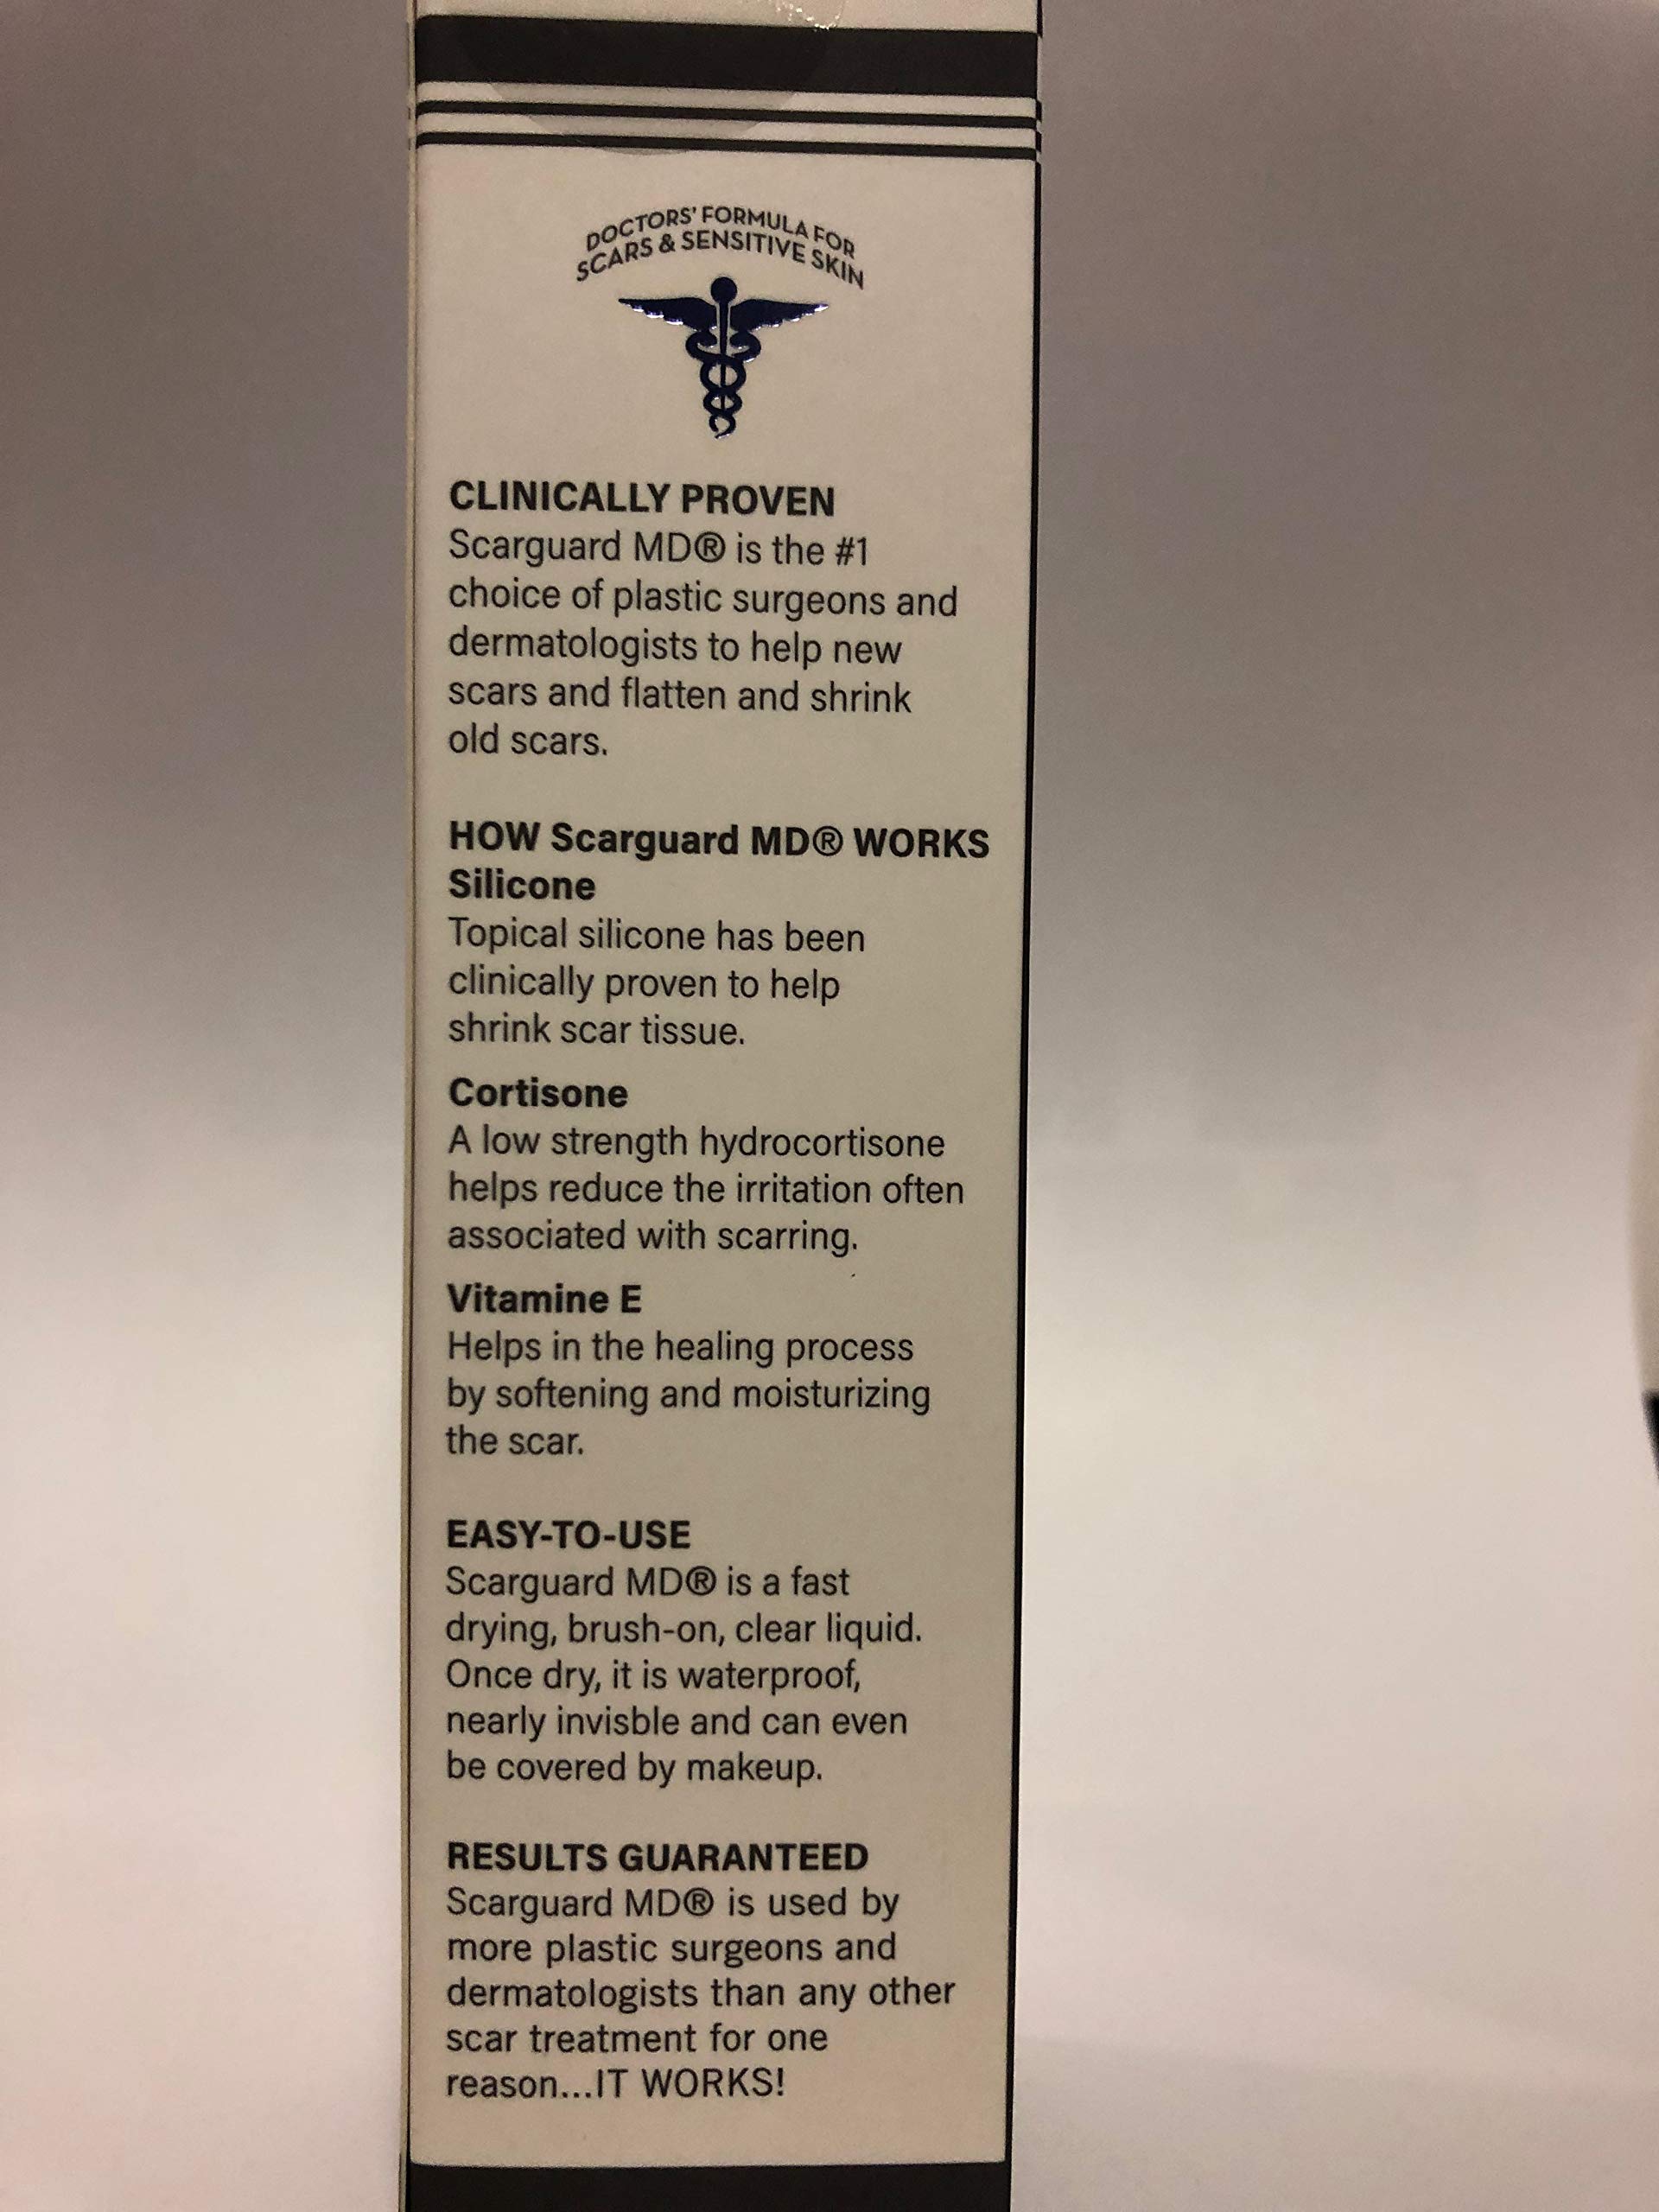 DOCTORS' FORMULA FOR
SCARS & SENSITIVE SKIN
CLINICALLY PROVEN
Scarguard MD® is the #1
choice of plastic surgeons and
dermatologists to help new
scars and flatten and shrink
old scars.
HOW Scarguard MD® WORKS
Silicone
Topical silicone has been
clinically proven to help
shrink scar tissue.
Cortisone
A low strength hydrocortisone
helps reduce the irritation often
associated with scarring.
Vitamine E
Helps in the healing process
by softening and moisturizing
the scar.
EASY-TO-USE
Scarguard MD® is a fast
drying, brush-on, clear liquid.
Once dry, it is waterproof,
nearly invisble and can even
be covered by makeup.
RESULTS GUARANTEED
Scarguard MD® is used by
more plastic surgeons and
dermatologists than any other
scar treatment for one
reason...IT WORKS!